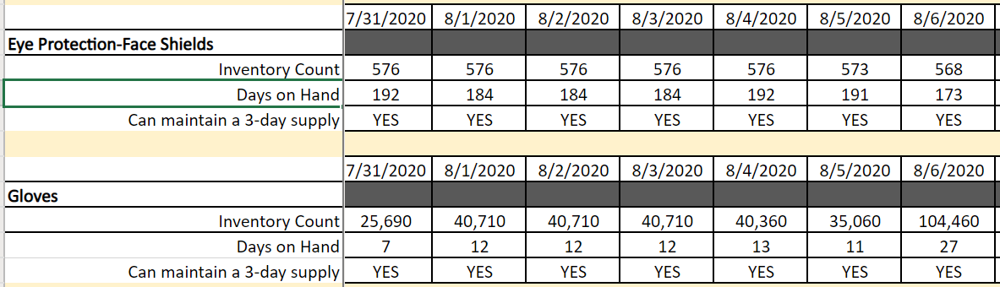 7/31/2020 8/1/2020 8/2/2020 8/3/2020 8/4/2020 8/5/2020 8/6/2020
Eye Protection-Face Shields
Inventory Count 576 576 576 576 576 573 568
Days on Hand 192 184 184 184 192 191 173
Can maintain a 3-day supply YES YES YES YES YES YES YES
7/31/2020 8/1/2020 8/2/2020 8/3/2020 8/4/2020 8/5/2020 8/6/2020
Gloves
Inventory Count 25,690 40,710 40,710 40,710 40,360 35,060 104,460
Days on Hand 7 12 12 12 13 11 27
Can maintain a 3-day supply YES YES YES YES YES YES YES